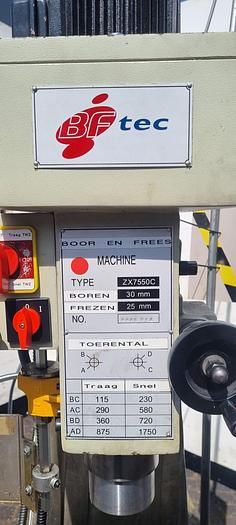 BF tec
BOOR EN FREES
MACHINE
TYPE ZX7550C
BOREN 30 mm
FREZEN 25 mm
NO.
TOERENTAL
B D
A C
Traag Snel
BC 115 230
AC 290 580
BD 360 720
AD 875 1750